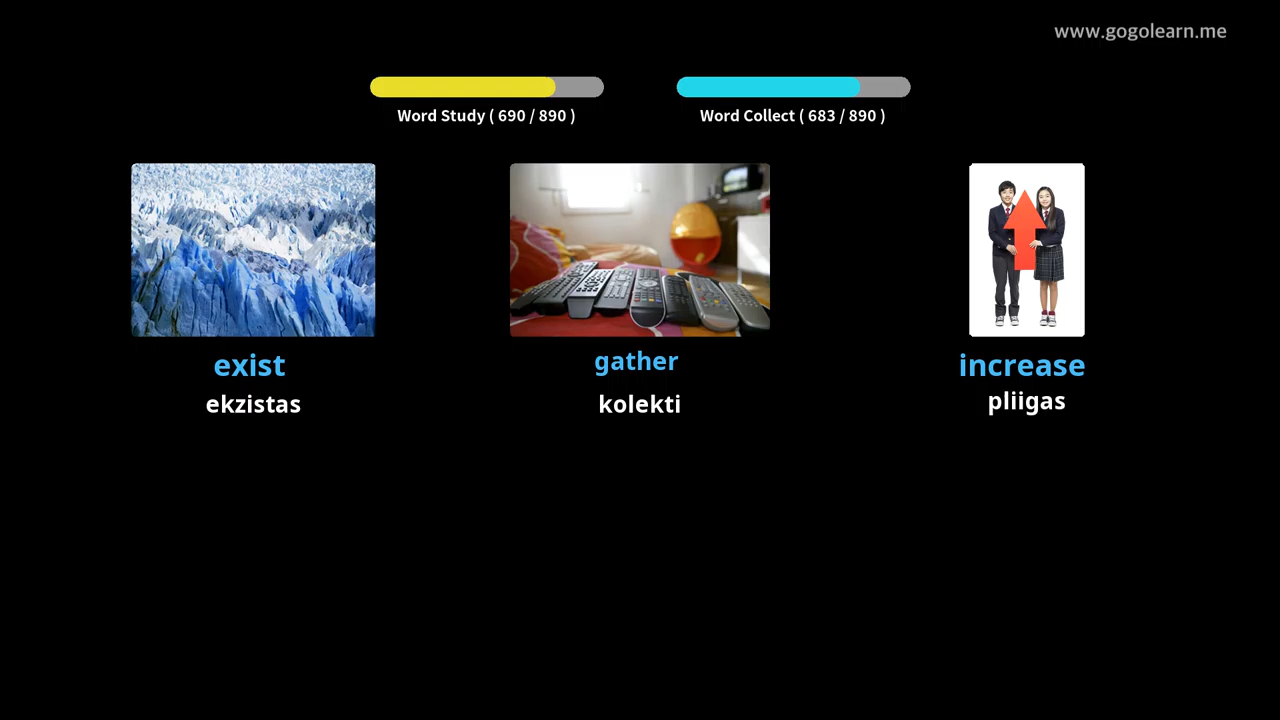 www.gogolearn.me
Word Study ( 690 / 890 )
Word Collect ( 683 / 890 )
exist
gather
increase
ekzistas
kolekti
pliigas